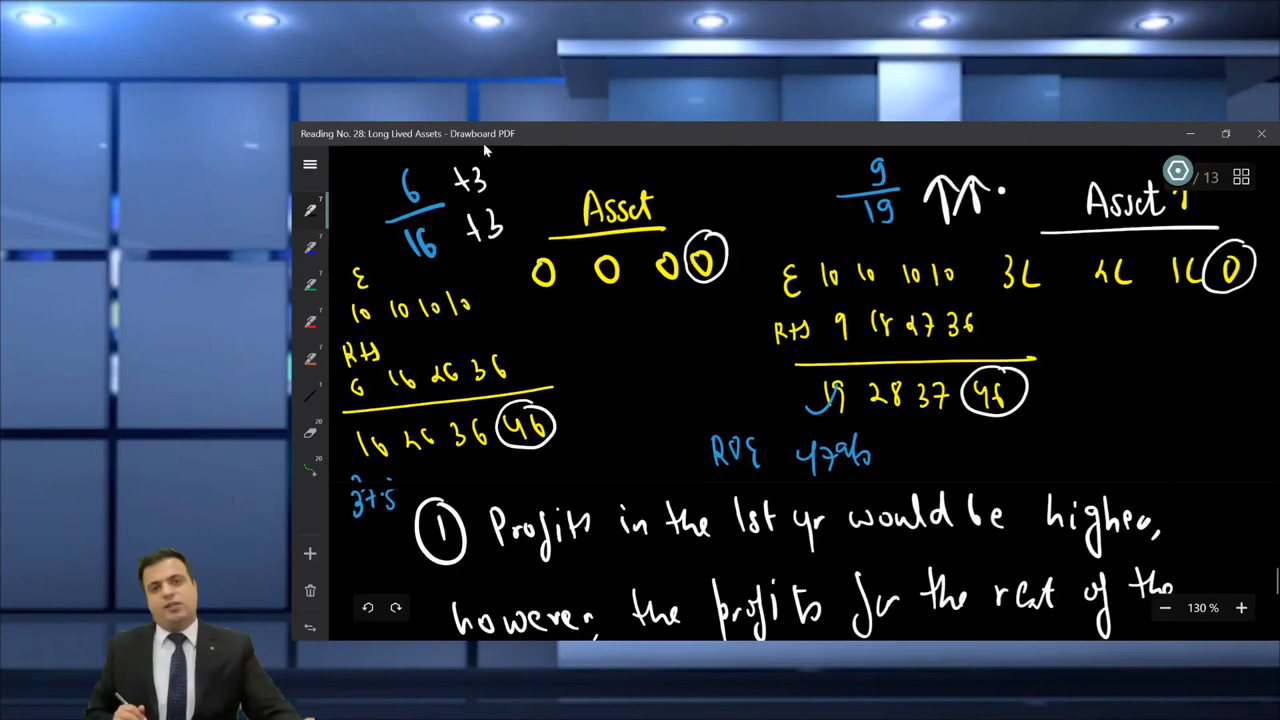 Reading No. 28: Long Lived Assets - Drawboard PDF
/ 13
6
16
+3
+3
Asset
0 0 0 0
E
10 10 10 10
R+S
6 16 26 36
16 26 36 46
37.5
9
19
Asset
E 10 10 10 10
3L 2L 1L 0
R+S 9 18 27 36
19 28 37 46
ROE 47%
① Profits in the 1st yr would be higher,
however, the profits for the rest of the
130 %